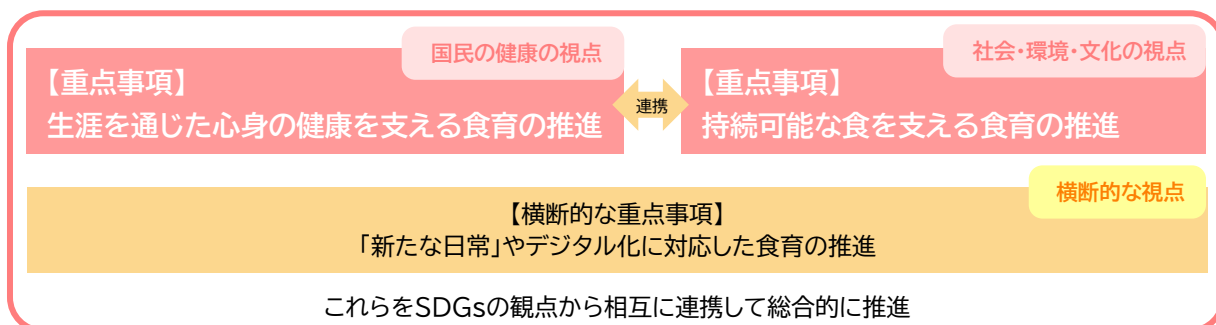 国民の健康の視点
【重点事項】
生涯を通じた心身の健康を支える食育の推進
連携
社会・環境・文化の視点
【重点事項】
持続可能な食を支える食育の推進
横断的な視点
【横断的な重点事項】
「新たな日常」やデジタル化に対応した食育の推進
これらをSDGsの観点から相互に連携して総合的に推進